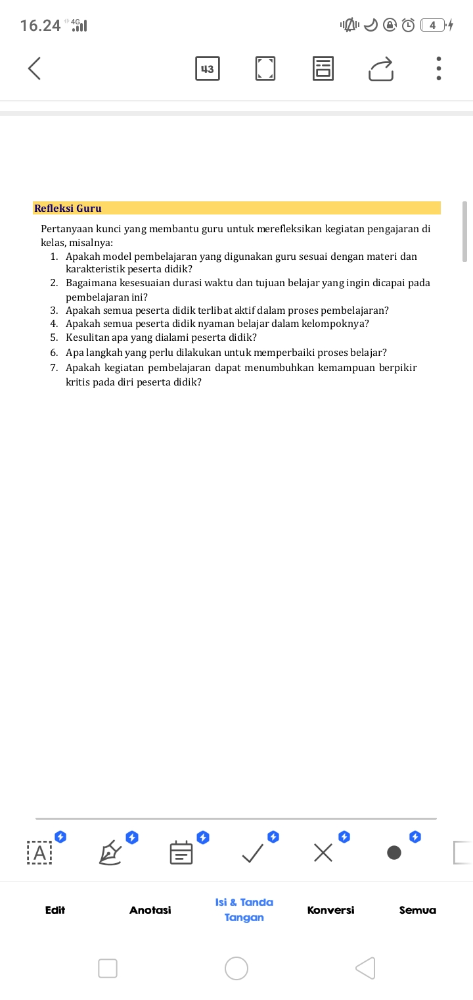 16.24 4G 4
43
Refleksi Guru
Pertanyaan kunci yang membantu guru untuk merefleksikan kegiatan pengajaran di
kelas, misalnya:
1. Apakah model pembelajaran yang digunakan guru sesuai dengan materi dan
karakteristik peserta didik?
2. Bagaimana kesesuaian durasi waktu dan tujuan belajar yang ingin dicapai pada
pembelajaran ini?
3. Apakah semua peserta didik terlibat aktif dalam proses pembelajaran?
4. Apakah semua peserta didik nyaman belajar dalam kelompoknya?
5. Kesulitan apa yang dialami peserta didik?
6. Apa langkah yang perlu dilakukan untuk memperbaiki proses belajar?
7. Apakah kegiatan pembelajaran dapat menumbuhkan kemampuan berpikir
kritis pada diri peserta didik?
A
Edit Anotasi Isi & Tanda Tangan Konversi Semua